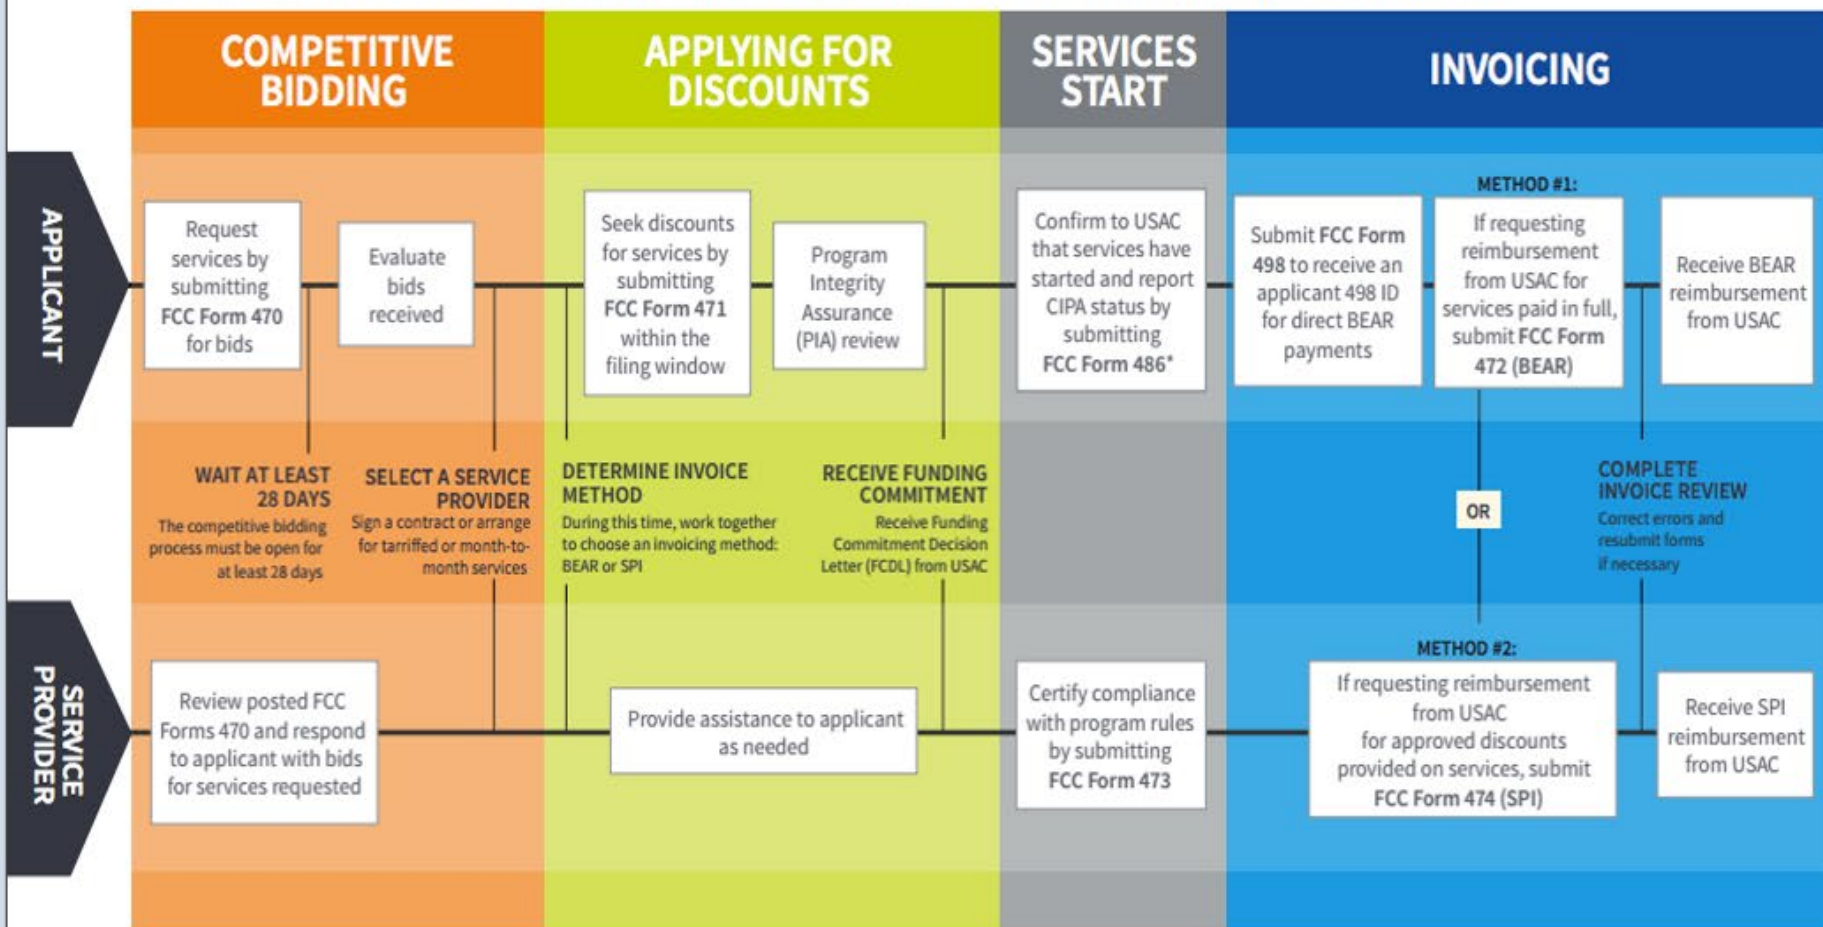 COMPETITIVE
BIDDING
APPLYING FOR
DISCOUNTS
SERVICES
START
INVOICING
APPLICANT
Request
services by
submitting
FCC Form 470
for bids
Evaluate
bids
received
Seek discounts
for services by
submitting
FCC Form 471
within the
filing window
Program
Integrity
Assurance
(PIA) review
Confirm to USAC
that services have
started and report
CIPA status by
submitting
FCC Form 486*
Submit FCC Form
498 to receive an
applicant 498 ID
for direct BEAR
payments
METHOD #1:
If requesting
reimbursement
from USAC for
services paid in full,
submit FCC Form
472 (BEAR)
Receive BEAR
reimbursement
from USAC
WAIT AT LEAST
28 DAYS
The competitive bidding
process must be open for
at least 28 days
SELECT A SERVICE
PROVIDER
Sign a contract or arrange
for tarriffed or month-to-
month services
DETERMINE INVOICE
METHOD
During this time, work together
to choose an invoicing method:
BEAR or SPI
RECEIVE FUNDING
COMMITMENT
Receive Funding
Commitment Decision
Letter (FCDL) from USAC
OR
COMPLETE
INVOICE REVIEW
Correct errors and
resubmit forms
if necessary
SERVICE
PROVIDER
Review posted FCC
Forms 470 and respond
to applicant with bids
for services requested
Provide assistance to applicant
as needed
Certify compliance
with program rules
by submitting
FCC Form 473
METHOD #2:
If requesting reimbursement
from USAC
for approved discounts
provided on services, submit
FCC Form 474 (SPI)
Receive SPI
reimbursement
from USAC